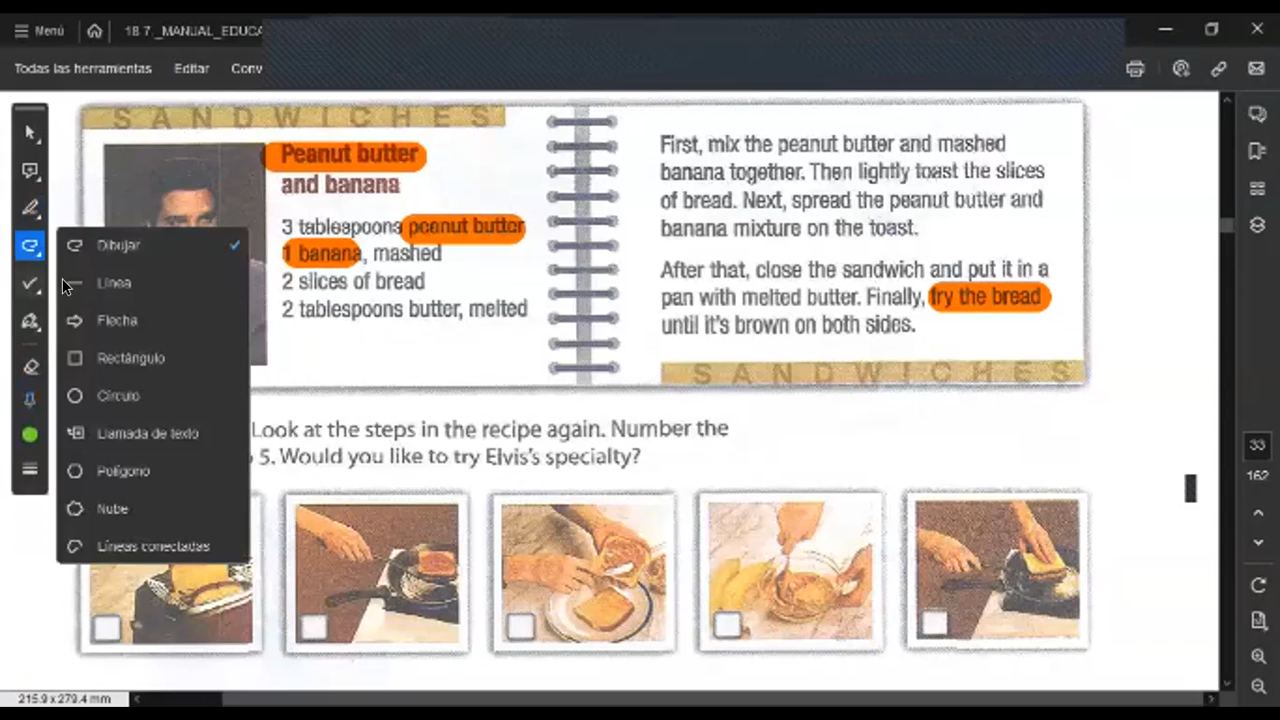 Menú
18 7._MANUAL_EDUCA
Todas las herramientas Editar Conv
SANDWICHES
Peanut butter
and banana
3 tablespoons peanut butter
1 banana, mashed
2 slices of bread
2 tablespoons butter, melted
First, mix the peanut butter and mashed
banana together. Then lightly toast the slices
of bread. Next, spread the peanut butter and
banana mixture on the toast.
After that, close the sandwich and put it in a
pan with melted butter. Finally, fry the bread
until it's brown on both sides.
SANDWICHES
Dibujar
Línea
Flecha
Rectángulo
Círculo
Llamada de texto
Polígono
Nube
Líneas conectadas
Look at the steps in the recipe again. Number the
5. Would you like to try Elvis's specialty?
33
162
215.9 x 279.4 mm